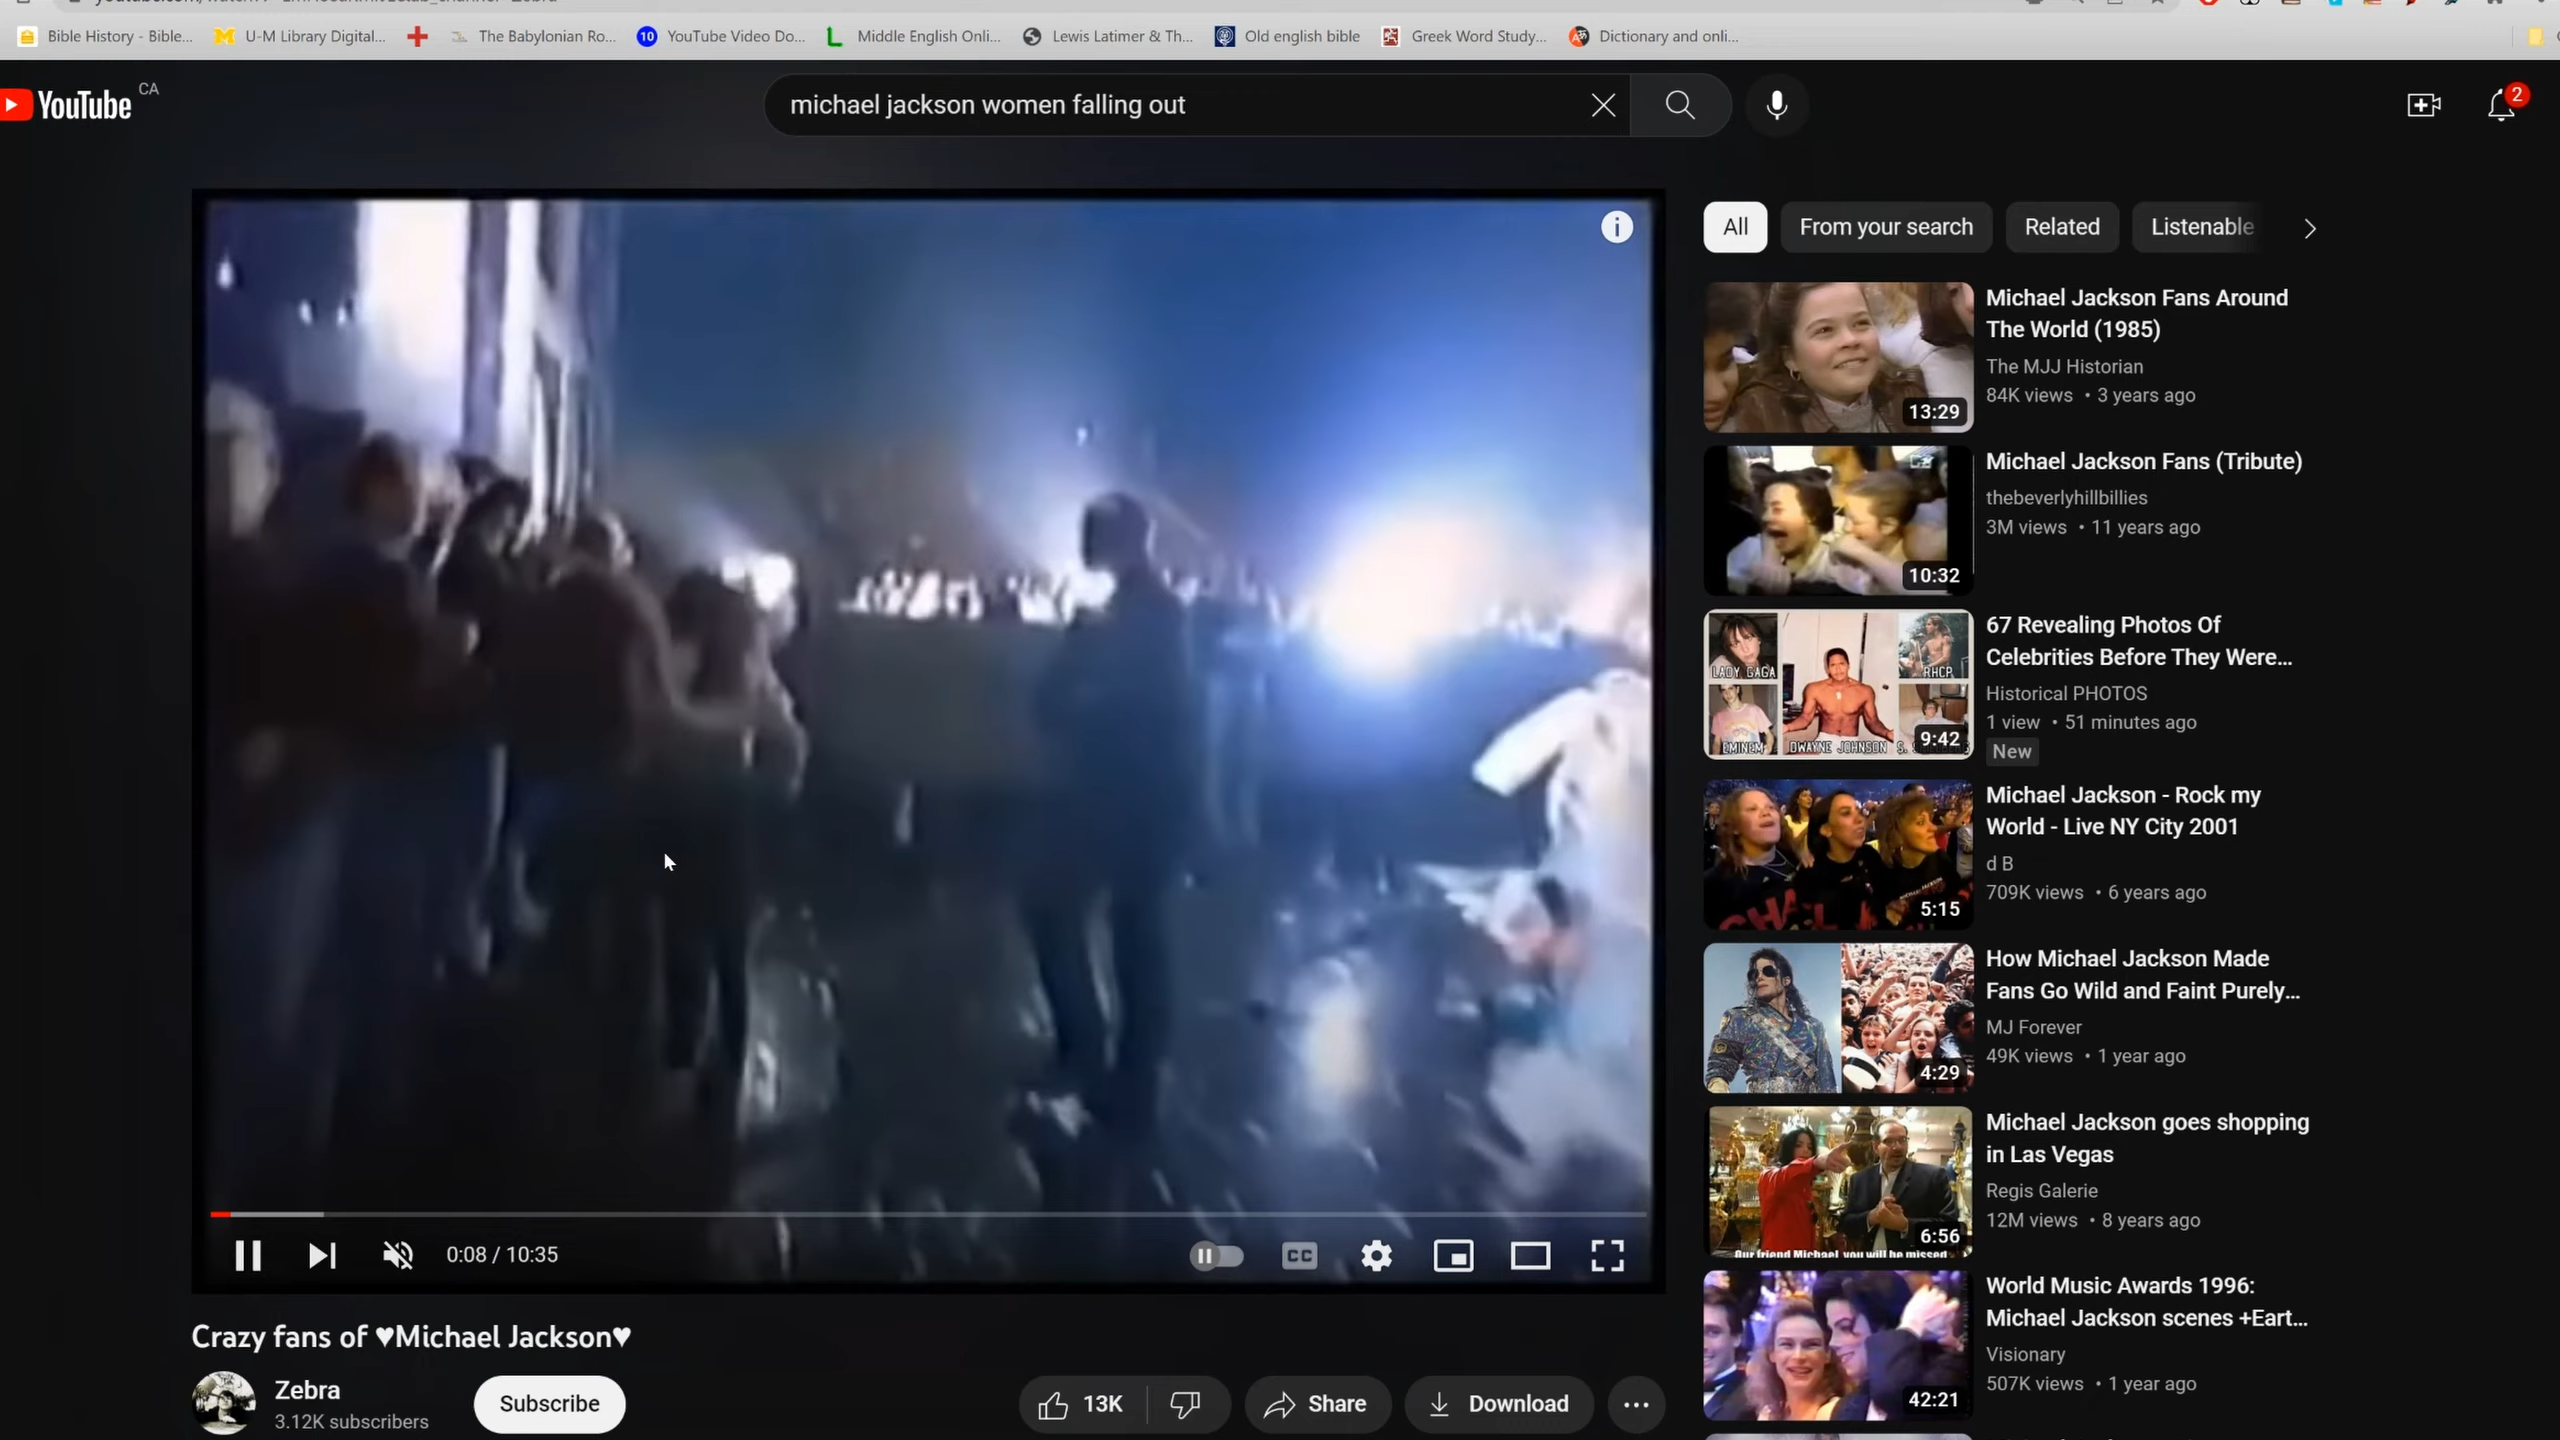 Bible History - Bible...
U-M Library Digital...
The Babylonian Ro...
10
YouTube Video Do...
Middle English Onli...
Lewis Latimer & Th...
Old english bible
Greek Word Study...
Dictionary and onli...
YouTube
CA
michael jackson women falling out
2
All
From your search
Related
Listenable
Michael Jackson Fans Around
The World (1985)
The MJJ Historian
84K views • 3 years ago
13:29
Michael Jackson Fans (Tribute)
thebeverlyhillbillies
3M views • 11 years ago
10:32
67 Revealing Photos Of
Celebrities Before They Were...
Historical PHOTOS
1 view • 51 minutes ago
New
LADY GAGA
RHCP
EMINEM
DWAYNE JOHNSON
9:42
Michael Jackson - Rock my
World - Live NY City 2001
d B
709K views • 6 years ago
5:15
How Michael Jackson Made
Fans Go Wild and Faint Purely...
MJ Forever
49K views • 1 year ago
4:29
Michael Jackson goes shopping
in Las Vegas
Regis Galerie
12M views • 8 years ago
6:56
Our friend Michael, you will be missed
World Music Awards 1996:
Michael Jackson scenes +Eart...
Visionary
507K views • 1 year ago
42:21
0:08 / 10:35
CC
Crazy fans of ♥Michael Jackson♥
Zebra
3.12K subscribers
Subscribe
13K
Share
Download